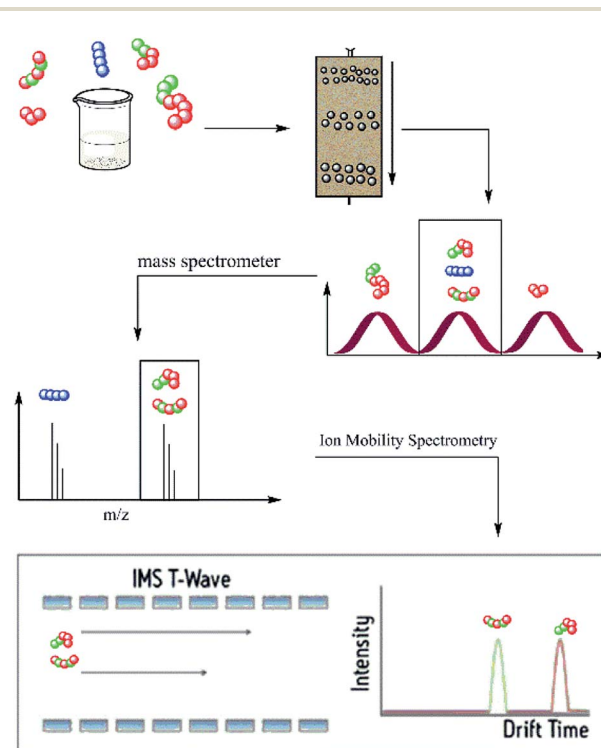 mass spectrometer
Ion Mobility Spectrometry
m/z
IMS T-Wave
Intensity
Drift Time